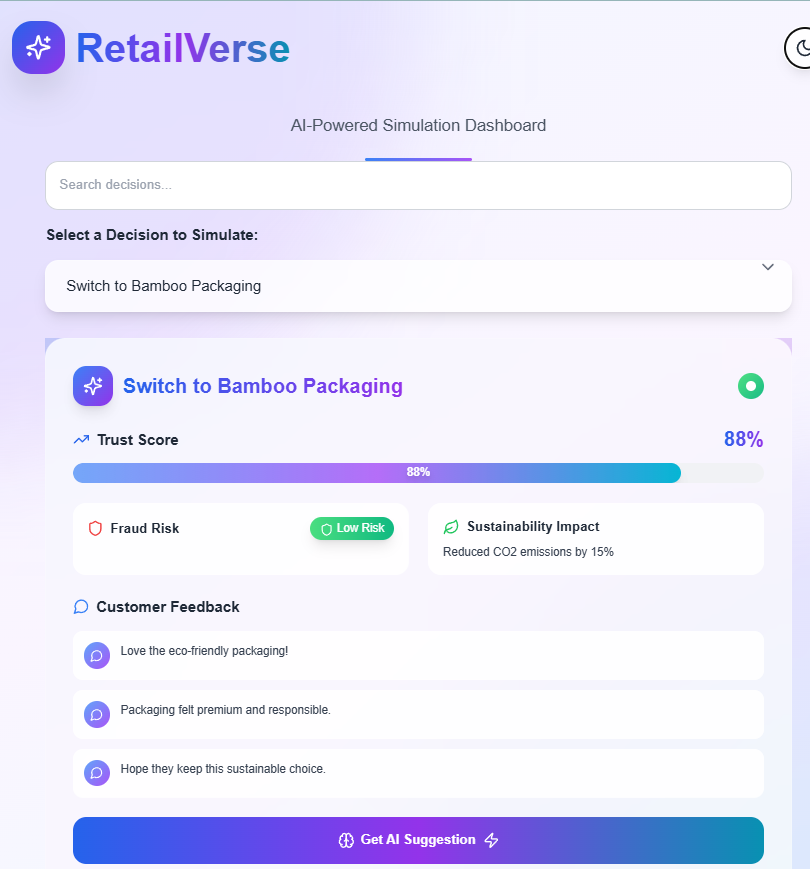 RetailVerse
AI-Powered Simulation Dashboard
Search decisions...
Select a Decision to Simulate:
Switch to Bamboo Packaging
Switch to Bamboo Packaging
Trust Score
88%
88%
Fraud Risk
Low Risk
Sustainability Impact
Reduced CO2 emissions by 15%
Customer Feedback
Love the eco-friendly packaging!
Packaging felt premium and responsible.
Hope they keep this sustainable choice.
Get AI Suggestion